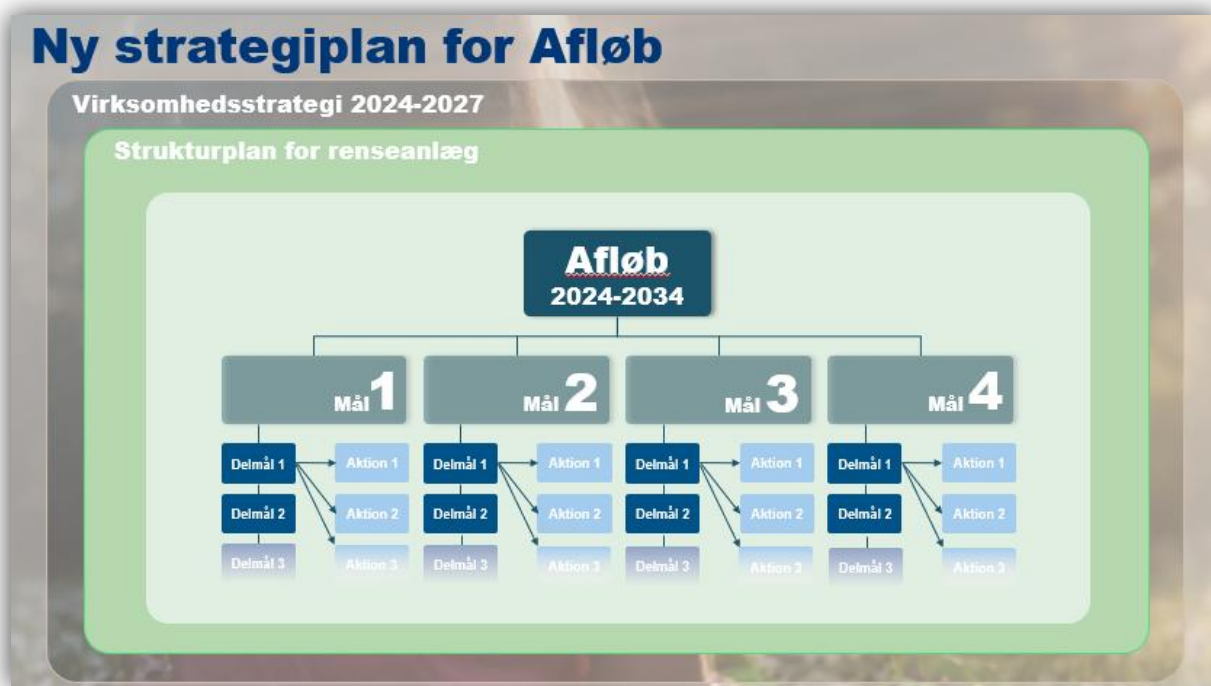 Ny strategiplan for Afløb
Virksomhedsstrategi 2024-2027
Strukturplan for renseanlæg
Afløb
2024-2034
Mål 1
Mål 2
Mål 3
Mål 4
Delmål 1
Aktion 1
Delmål 1
Aktion 1
Delmål 1
Aktion 1
Delmål 1
Aktion 1
Delmål 2
Aktion 2
Delmål 2
Aktion 2
Delmål 2
Aktion 2
Delmål 2
Aktion 2
Delmål 3
Aktion 3
Delmål 3
Aktion 3
Delmål 3
Aktion 3
Delmål 3
Aktion 3